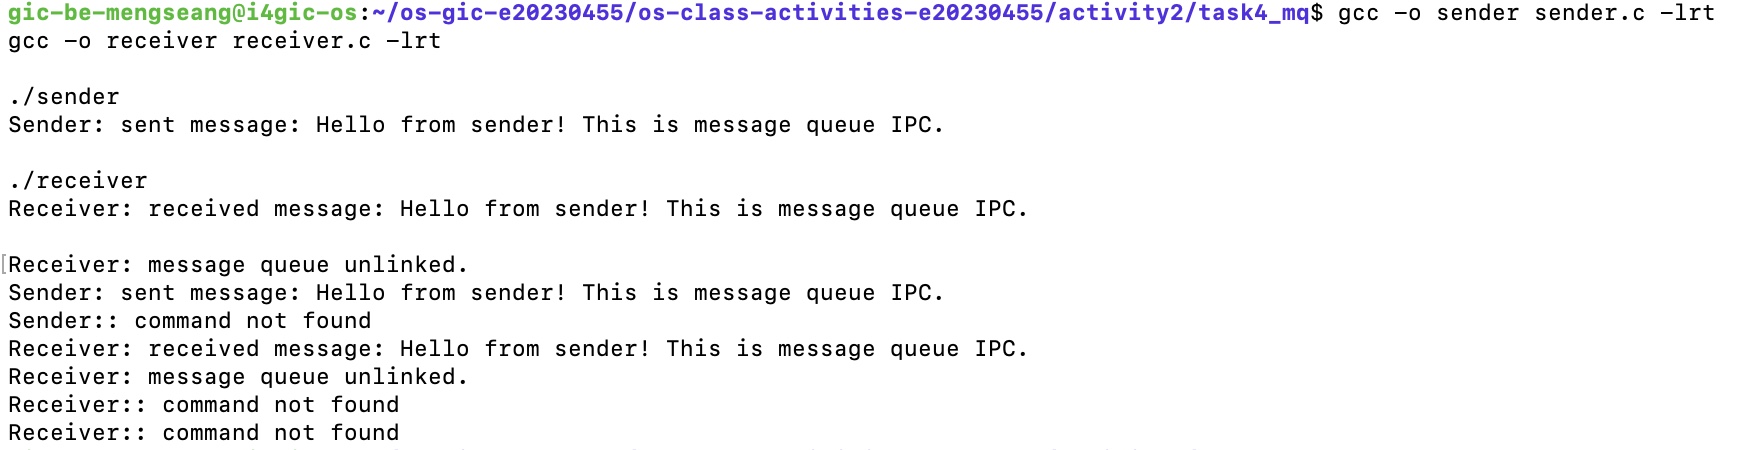 gic-be-mengseang@i4gic-os:~/os-gic-e20230455/os-class-activities-e20230455/activity2/task4_mq$ gcc -o sender sender.c -lrt
gcc -o receiver receiver.c -lrt
./sender
Sender: sent message: Hello from sender! This is message queue IPC.
./receiver
Receiver: received message: Hello from sender! This is message queue IPC.
[Receiver: message queue unlinked.
Sender: sent message: Hello from sender! This is message queue IPC.
Sender:: command not found
Receiver: received message: Hello from sender! This is message queue IPC.
Receiver: message queue unlinked.
Receiver:: command not found
Receiver:: command not found